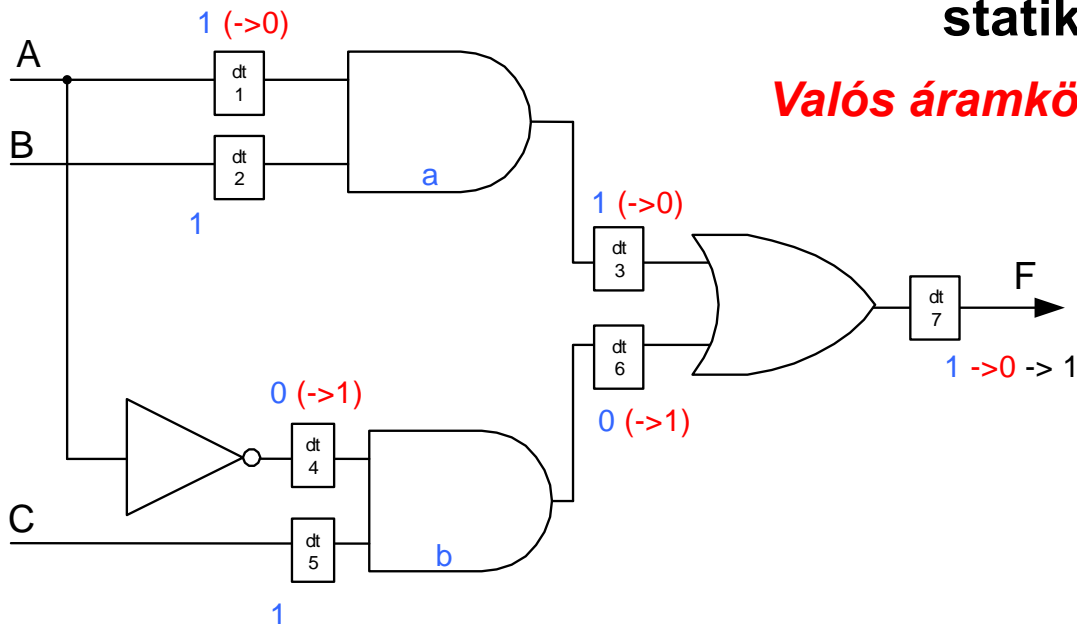 statik
Valós áramkö
1 (->0)
A
dt
1
B
dt
2
a
1
1 (->0)
dt
3
F
dt
7
1 ->0 -> 1
dt
6
0 (->1)
0 (->1)
dt
4
C
dt
5
b
1